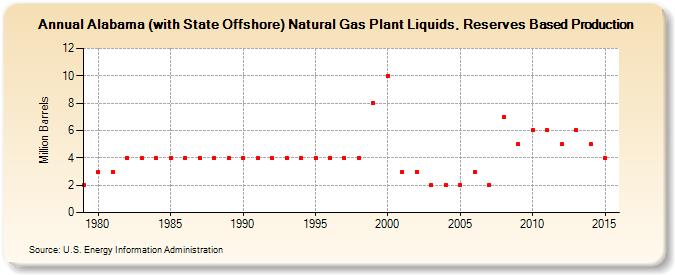 Annual Alabama (with State Offshore) Natural Gas Plant Liquids, Reserves Based Production
Million Barrels
12
10
8
6
4
2
0
1980 1985 1990 1995 2000 2005 2010 2015
Source: U.S. Energy Information Administration